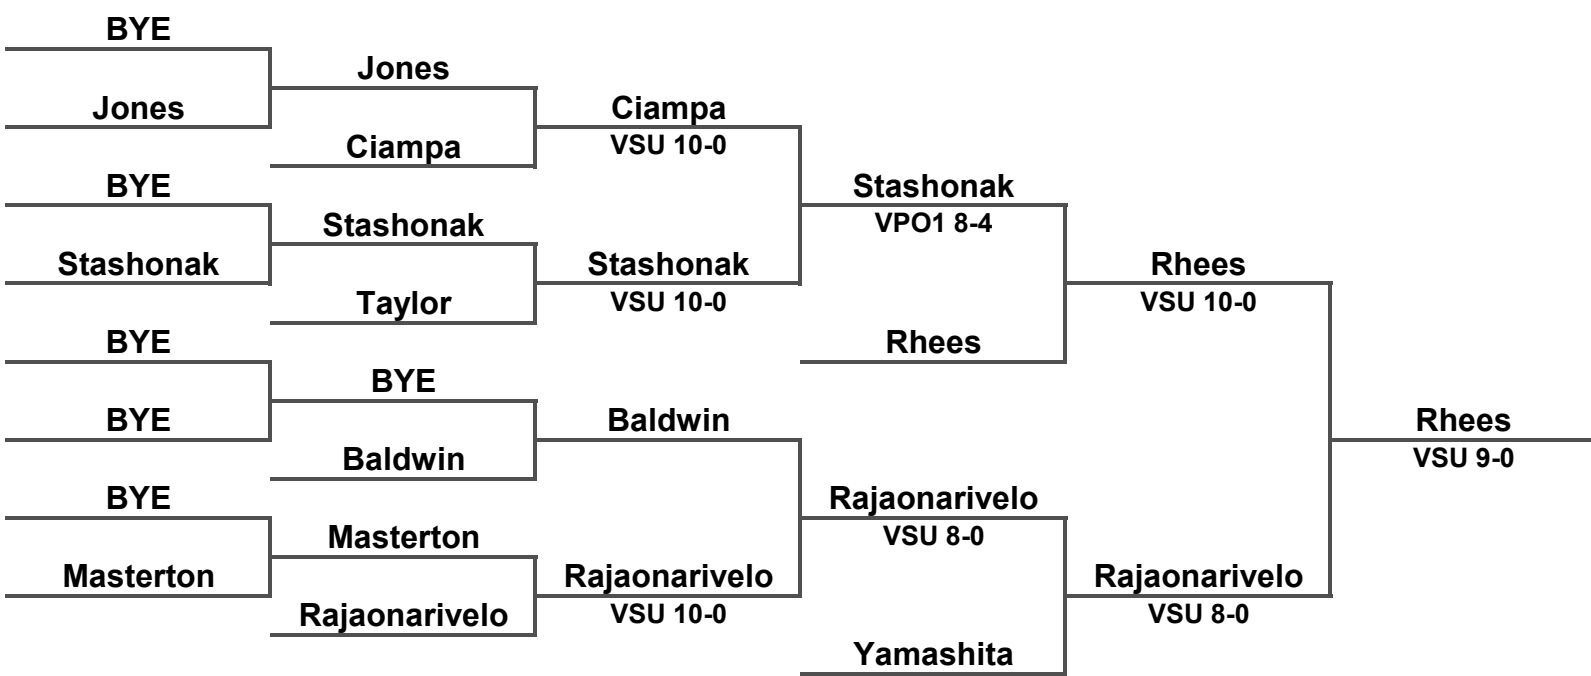 BYE
Jones
Jones
Ciampa
Ciampa
VSU 10-0
BYE
Stashonak
Stashonak
VPO1 8-4
Stashonak
Stashonak
VSU 10-0
Rhees
VSU 10-0
Taylor
BYE
Rhees
BYE
BYE
Baldwin
Rhees
VSU 9-0
Baldwin
BYE
Rajaonarivelo
VSU 8-0
Masterton
Masterton
Rajaonarivelo
VSU 10-0
Rajaonarivelo
VSU 8-0
Rajaonarivelo
Yamashita